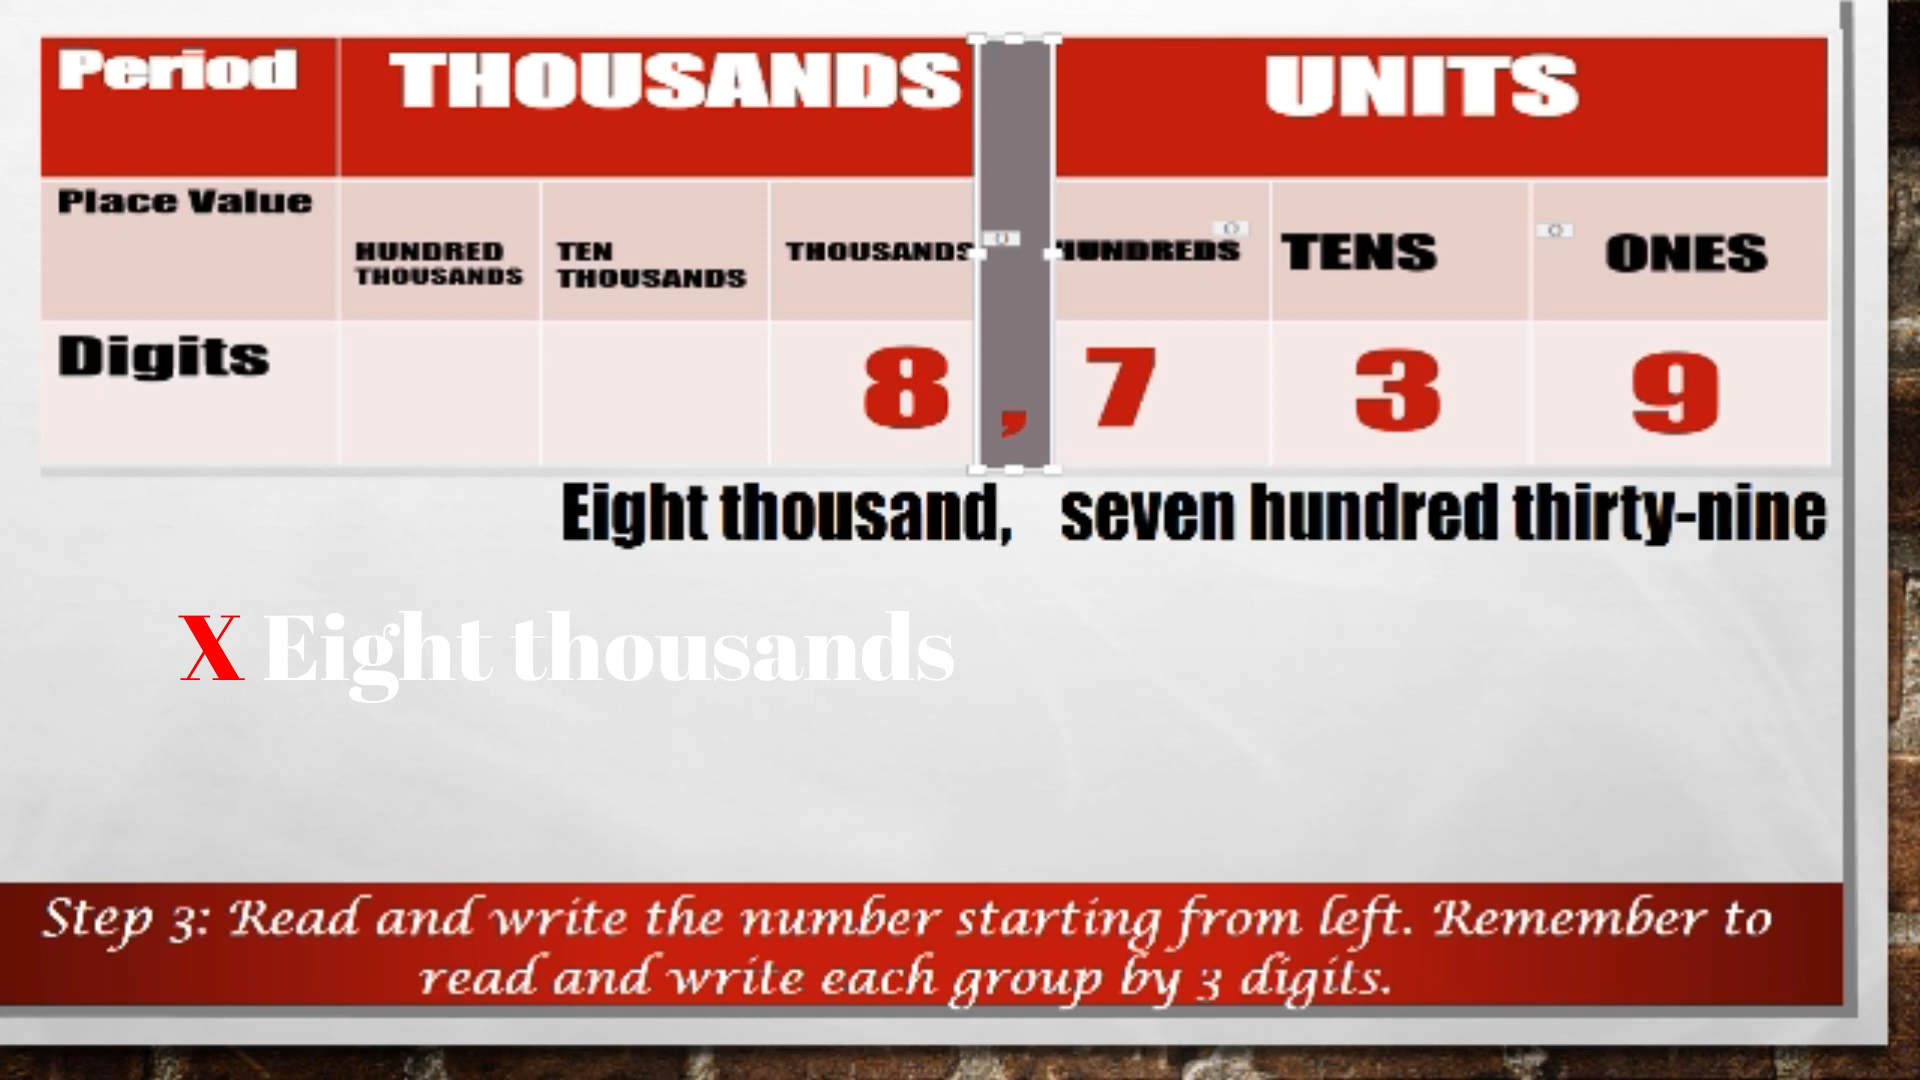 Period THOUSANDS UNITS
Place Value
HUNDRED THOUSANDS
TEN THOUSANDS
THOUSANDS
HUNDREDS
TENS
ONES
Digits 8 , 7 3 9
Eight thousand, seven hundred thirty-nine
X Eight thousands
Step 3: Read and write the number starting from left. Remember to
read and write each group by 3 digits.